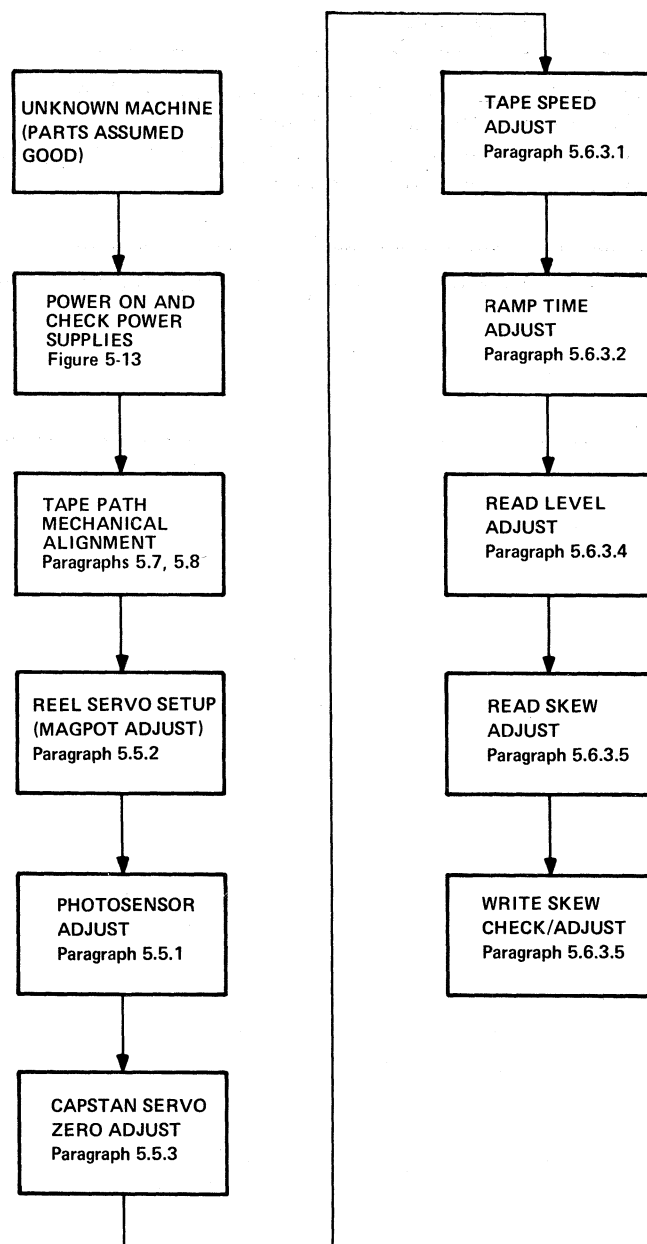 UNKNOWN MACHINE
(PARTS ASSUMED
GOOD)
POWER ON AND
CHECK POWER
SUPPLIES
Figure 5-13
TAPE PATH
MECHANICAL
ALIGNMENT
Paragraphs 5.7, 5.8
REEL SERVO SETUP
(MAGPOT ADJUST)
Paragraph 5.5.2
PHOTOSENSOR
ADJUST
Paragraph 5.5.1
CAPSTAN SERVO
ZERO ADJUST
Paragraph 5.5.3
TAPE SPEED
ADJUST
Paragraph 5.6.3.1
RAMP TIME
ADJUST
Paragraph 5.6.3.2
READ LEVEL
ADJUST
Paragraph 5.6.3.4
READ SKEW
ADJUST
Paragraph 5.6.3.5
WRITE SKEW
CHECK/ADJUST
Paragraph 5.6.3.5